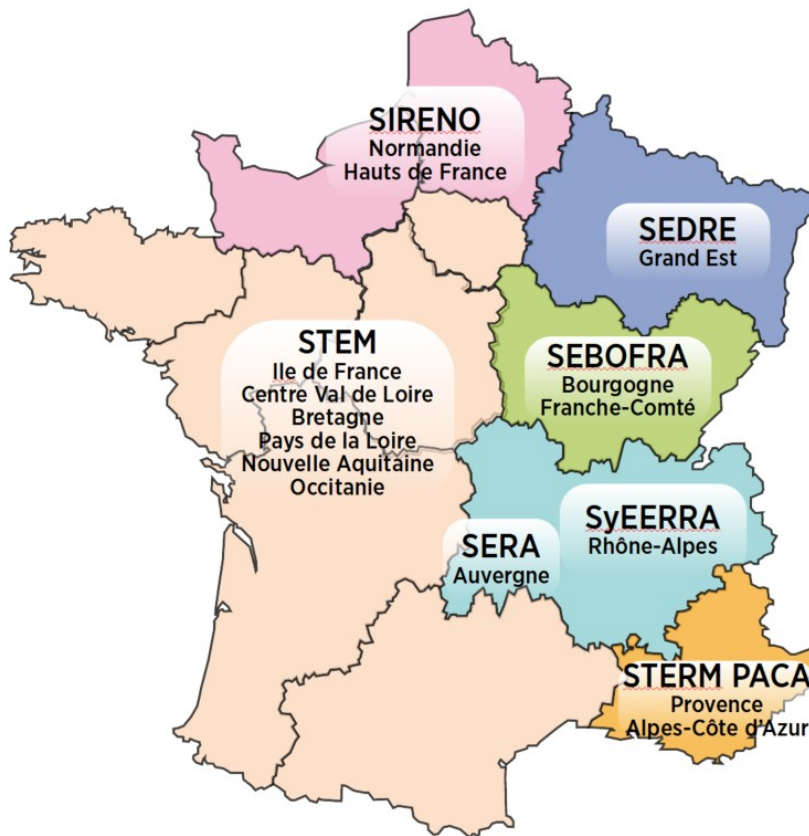 SIRENO
Normandie
Hauts de France
SEDRE
Grand Est
STEM
Ile de France
Centre Val de Loire
Bretagne
Pays de la Loire
Nouvelle Aquitaine
Occitanie
SEBOFRA
Bourgogne
Franche-Comté
SyEERRA
Rhône-Alpes
SERA
Auvergne
STERM PACA
Provence
Alpes-Côte d'Azur